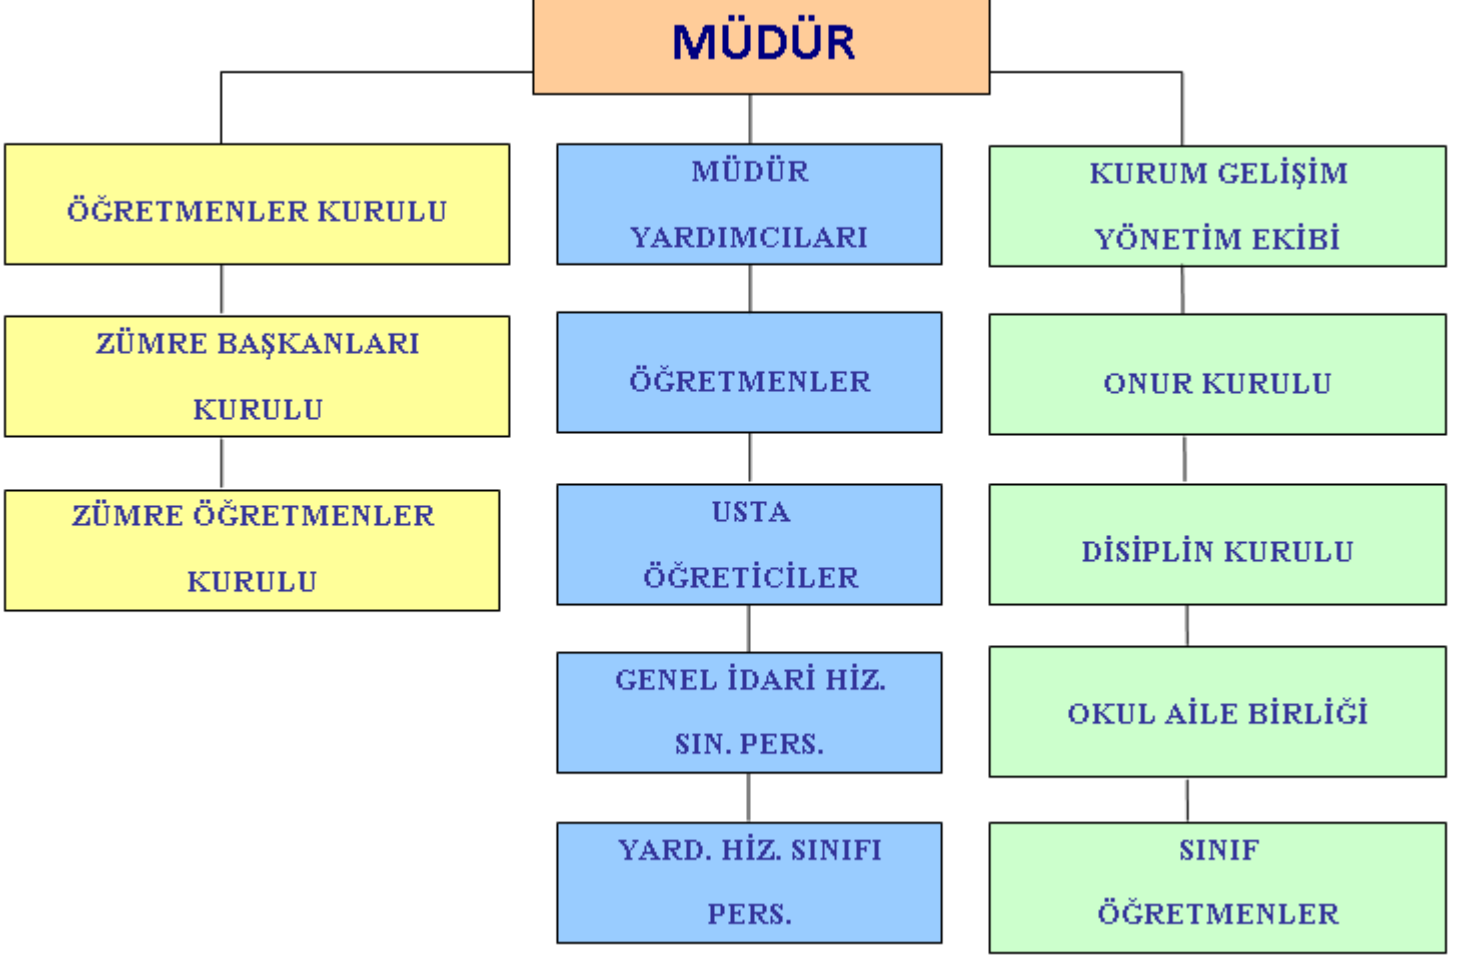 MÜDÜR
ÖĞRETMENLER KURULU
ZÜMRE BAŞKANLARI
KURULU
ZÜMRE ÖĞRETMENLER
KURULU
MÜDÜR
YARDIMCILARI
ÖĞRETMENLER
USTA
ÖĞRETİCİLER
GENEL İDARİ HİZ.
SIN. PERS.
YARD. HİZ. SINIFI
PERS.
KURUM GELİŞİM
YÖNETİM EKİBİ
ONUR KURULU
DİSİPLİN KURULU
OKUL AİLE BİRLİĞİ
SINIF
ÖĞRETMENLER